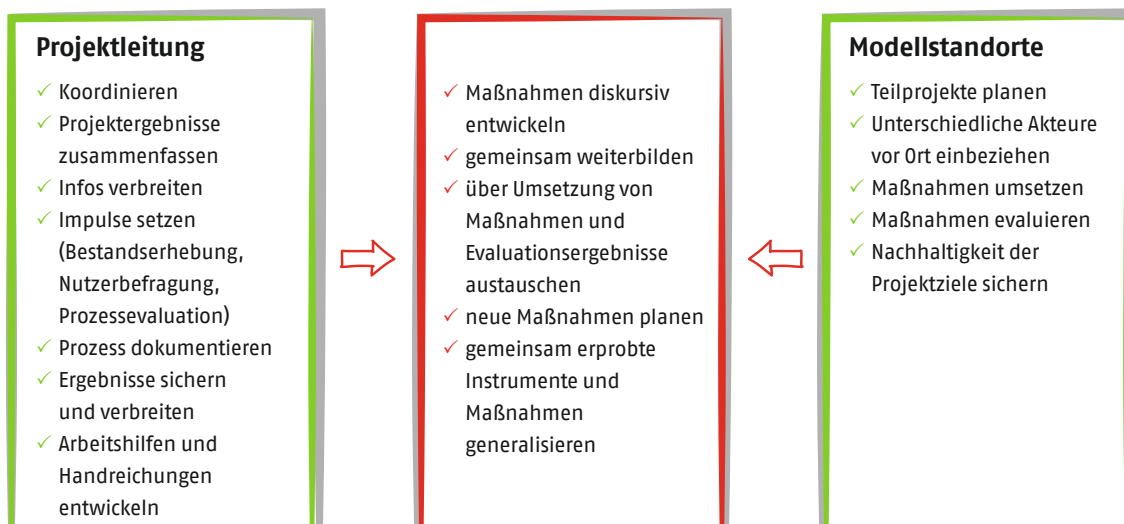 Projektleitung
✓ Koordinieren
✓ Projektergebnisse
zusammenfassen
✓ Infos verbreiten
✓ Impulse setzen
(Bestandserhebung,
Nutzerbefragung,
Prozessevaluation)
✓ Prozess dokumentieren
✓ Ergebnisse sichern
und verbreiten
✓ Arbeitshilfen und
Handreichungen
entwickeln
✓ Maßnahmen diskursiv
entwickeln
✓ gemeinsam weiterbilden
✓ über Umsetzung von
Maßnahmen und
Evaluationsergebnisse
austauschen
✓ neue Maßnahmen planen
✓ gemeinsam erprobte
Instrumente und
Maßnahmen
generalisieren
Modellstandorte
✓ Teilprojekte planen
✓ Unterschiedliche Akteure
vor Ort einbeziehen
✓ Maßnahmen umsetzen
✓ Maßnahmen evaluieren
✓ Nachhaltigkeit der
Projektziele sichern